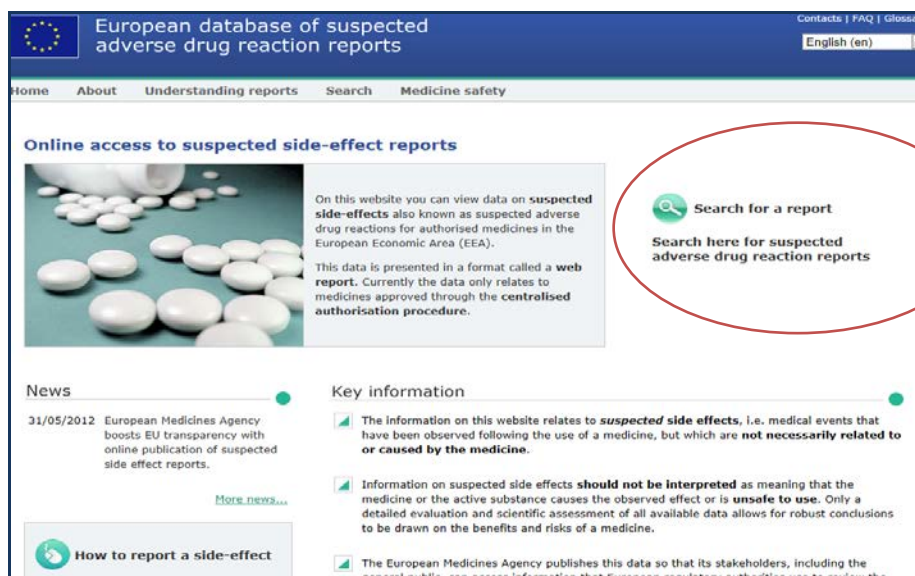 European database of suspected
adverse drug reaction reports
Contacts | FAQ |
English (en)
Home About Understanding reports Search Medicine safety
Online access to suspected side-effect reports
On this website you can view data on suspected
side-effects also known as suspected adverse
drug reactions for authorised medicines in the
European Economic Area (EEA).
This data is presented in a format called a web
report. Currently the data only relates to
medicines approved through the centralised
authorisation procedure.
Search for a report
Search here for suspected
adverse drug reaction reports
News
31/05/2012 European Medicines Agency
boosts EU transparency with
online publication of suspected
side effect reports.
More news...
How to report a side-effect
Key information
The information on this website relates to suspected side effects, i.e. medical events that
have been observed following the use of a medicine, but which are not necessarily related to
or caused by the medicine.
Information on suspected side effects should not be interpreted as meaning that the
medicine or the active substance causes the observed effect or is unsafe to use. Only a
detailed evaluation and scientific assessment of all available data allows for robust conclusions
to be drawn on the benefits and risks of a medicine.
The European Medicines Agency publishes this data so that its stakeholders, including the